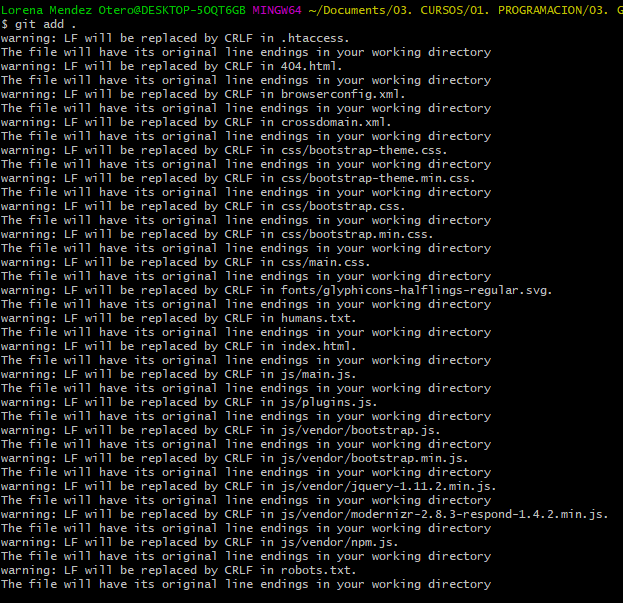 Lorena Mendez Otero@DESKTOP-5OQT6GB MINGW64 ~/Documents/03. CURSOS/01. PROGRAMACION/03. G
$ git add .
warning: LF will be replaced by CRLF in .htaccess.
The file will have its original line endings in your working directory
warning: LF will be replaced by CRLF in 404.html.
The file will have its original line endings in your working directory
warning: LF will be replaced by CRLF in browserconfig.xml.
The file will have its original line endings in your working directory
warning: LF will be replaced by CRLF in crossdomain.xml.
The file will have its original line endings in your working directory
warning: LF will be replaced by CRLF in css/bootstrap-theme.css.
The file will have its original line endings in your working directory
warning: LF will be replaced by CRLF in css/bootstrap-theme.min.css.
The file will have its original line endings in your working directory
warning: LF will be replaced by CRLF in css/bootstrap.css.
The file will have its original line endings in your working directory
warning: LF will be replaced by CRLF in css/bootstrap.min.css.
The file will have its original line endings in your working directory
warning: LF will be replaced by CRLF in css/main.css.
The file will have its original line endings in your working directory
warning: LF will be replaced by CRLF in fonts/glyphicons-halflings-regular.svg.
The file will have its original line endings in your working directory
warning: LF will be replaced by CRLF in humans.txt.
The file will have its original line endings in your working directory
warning: LF will be replaced by CRLF in index.html.
The file will have its original line endings in your working directory
warning: LF will be replaced by CRLF in js/main.js.
The file will have its original line endings in your working directory
warning: LF will be replaced by CRLF in js/plugins.js.
The file will have its original line endings in your working directory
warning: LF will be replaced by CRLF in js/vendor/bootstrap.js.
The file will have its original line endings in your working directory
warning: LF will be replaced by CRLF in js/vendor/bootstrap.min.js.
The file will have its original line endings in your working directory
warning: LF will be replaced by CRLF in js/vendor/jquery-1.11.2.min.js.
The file will have its original line endings in your working directory
warning: LF will be replaced by CRLF in js/vendor/modernizr-2.8.3-respond-1.4.2.min.js.
The file will have its original line endings in your working directory
warning: LF will be replaced by CRLF in js/vendor/npm.js.
The file will have its original line endings in your working directory
warning: LF will be replaced by CRLF in robots.txt.
The file will have its original line endings in your working directory